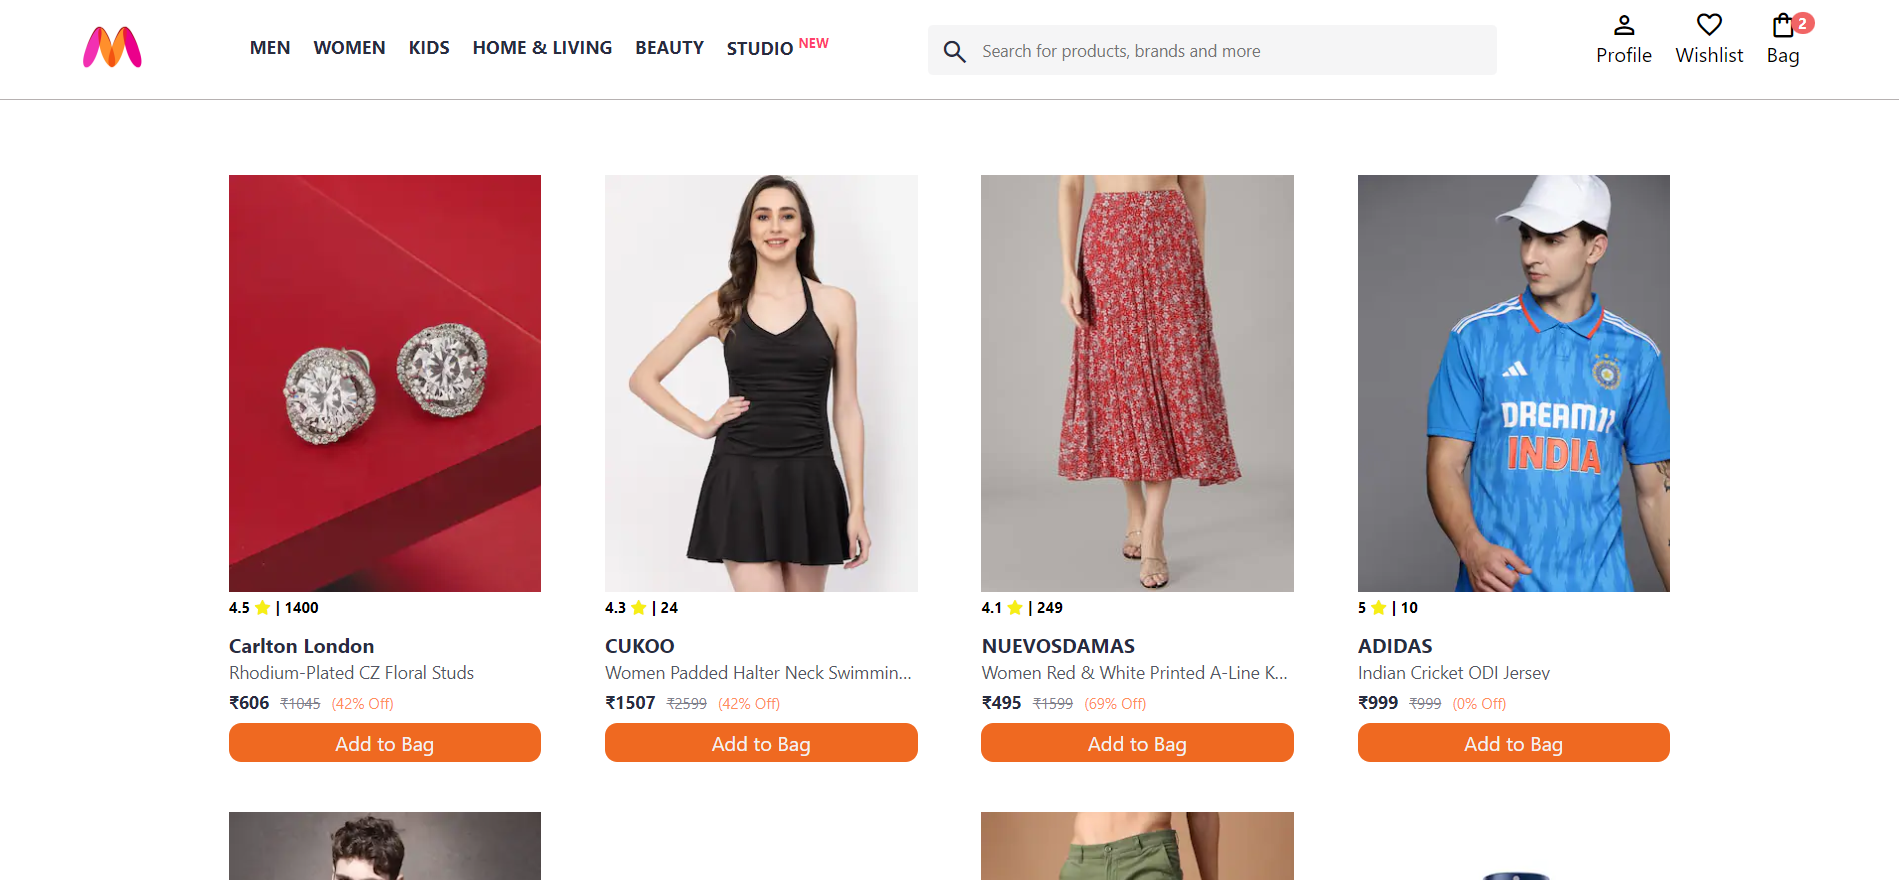 MEN WOMEN KIDS HOME & LIVING BEAUTY STUDIO NEW
Search for products, brands and more
Profile Wishlist Bag 2
DREAM11
INDIA
4.5 | 1400
Carlton London
Rhodium-Plated CZ Floral Studs
₹606 ₹1045 (42% Off)
Add to Bag
4.3 | 24
CUKOO
Women Padded Halter Neck Swimmin...
₹1507 ₹2599 (42% Off)
Add to Bag
4.1 | 249
NUEVOSDAMAS
Women Red & White Printed A-Line K...
₹495 ₹1599 (69% Off)
Add to Bag
5 | 10
ADIDAS
Indian Cricket ODI Jersey
₹999 ₹999 (0% Off)
Add to Bag